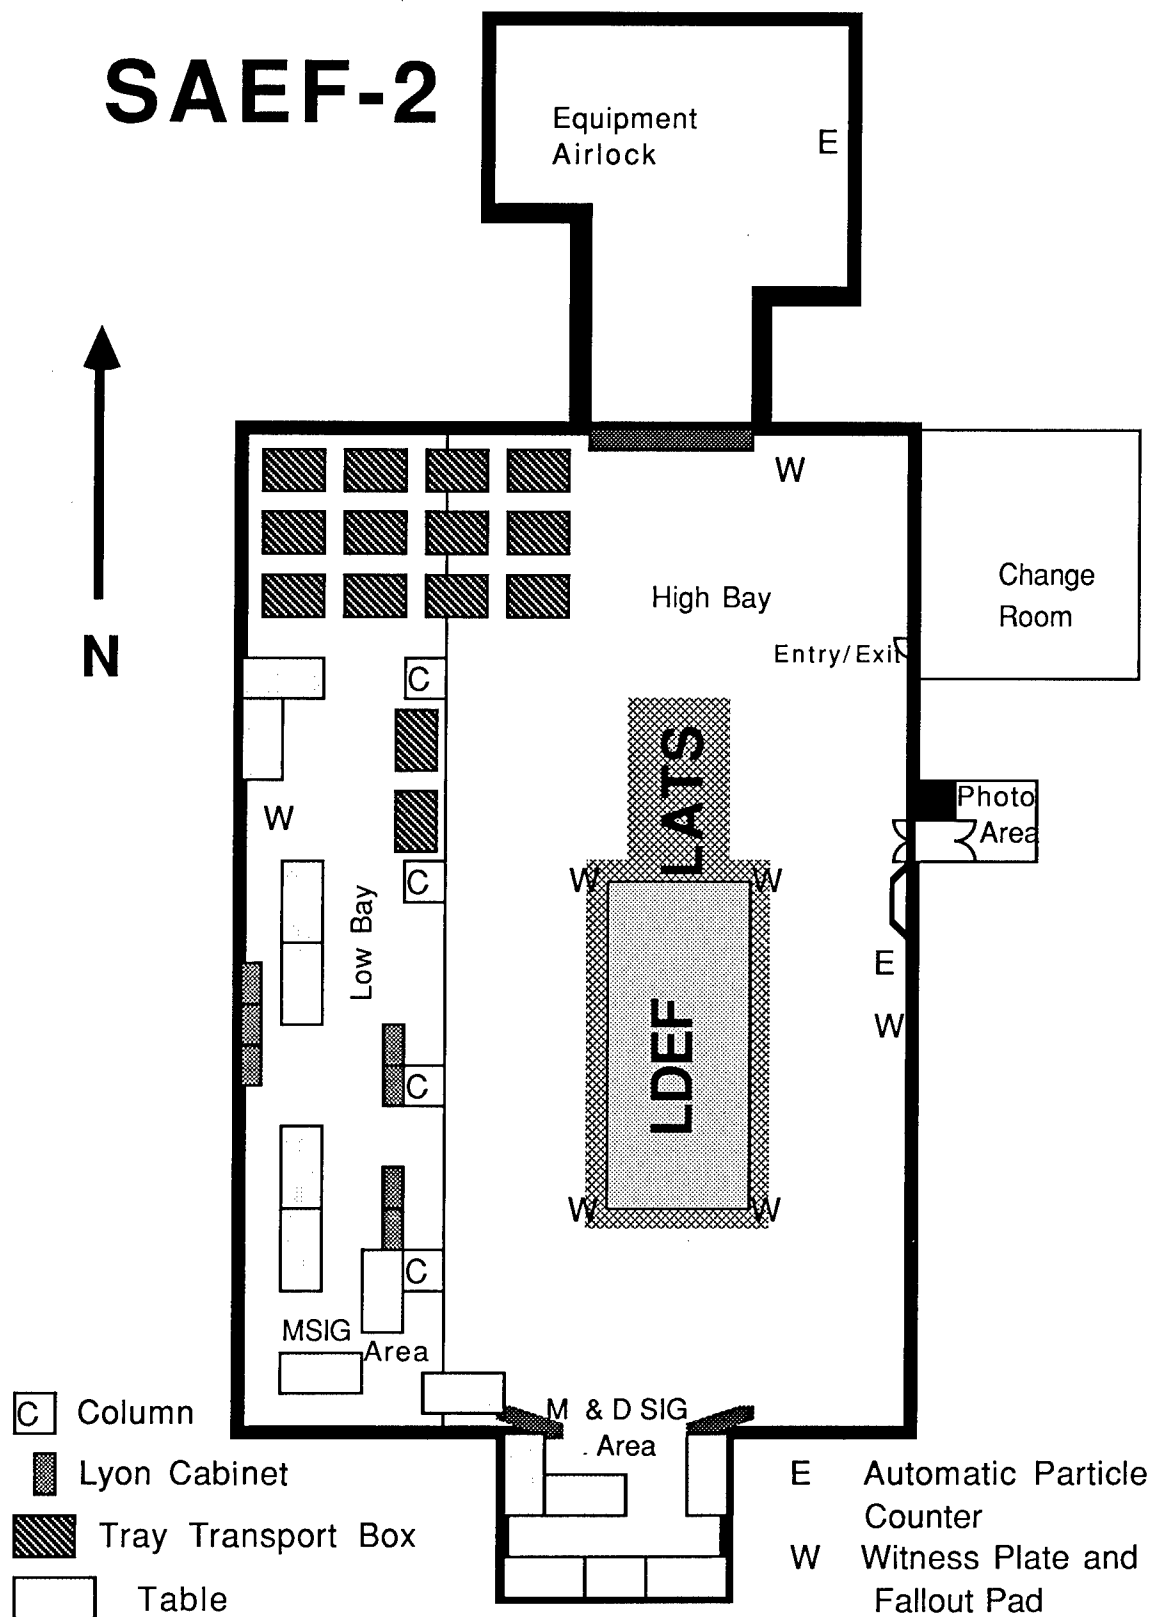 SAEF-2
Equipment
Airlock
E
N
W
High Bay
Change
Room
Entry/Exit
C
LATS
Photo
Area
W
C
W
W
Low Bay
E
W
LDEF
C
W
W
C
MSIG
Area
M & D SIG
Area
C Column
Lyon Cabinet
Tray Transport Box
Table
E Automatic Particle
Counter
W Witness Plate and
Fallout Pad